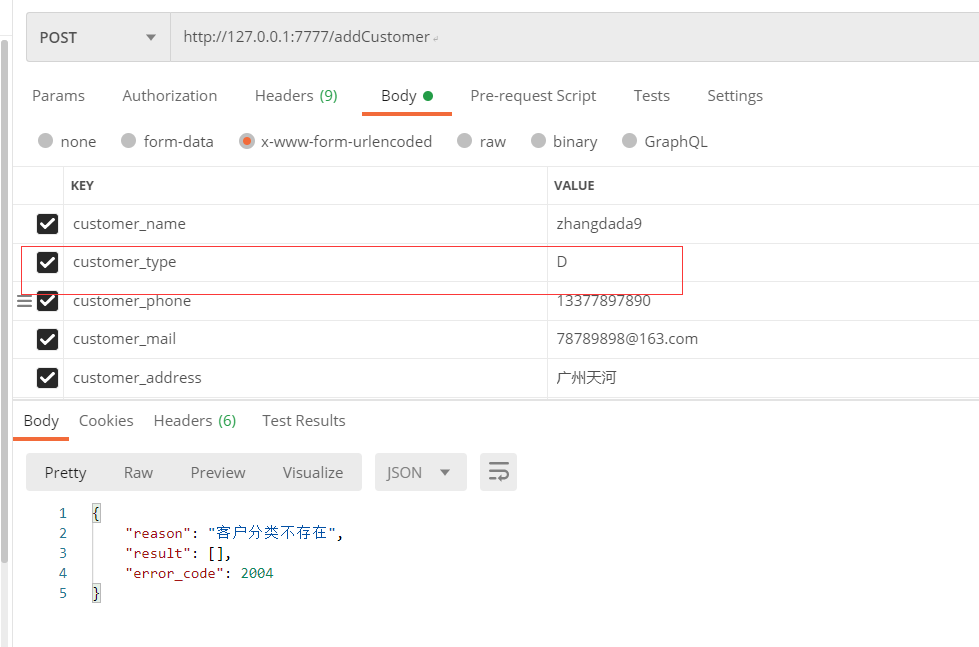 POST http://127.0.0.1:7777/addCustomer
Params Authorization Headers (9) Body Pre-request Script Tests Settings
none form-data x-www-form-urlencoded raw binary GraphQL
KEY VALUE
customer_name zhangdada9
customer_type D
customer_phone 13377897890
customer_mail 78789898@163.com
customer_address 广州天河
Body Cookies Headers (6) Test Results
Pretty Raw Preview Visualize JSON
1 {
2 "reason": "客户分类不存在",
3 "result": [],
4 "error_code": 2004
5 }